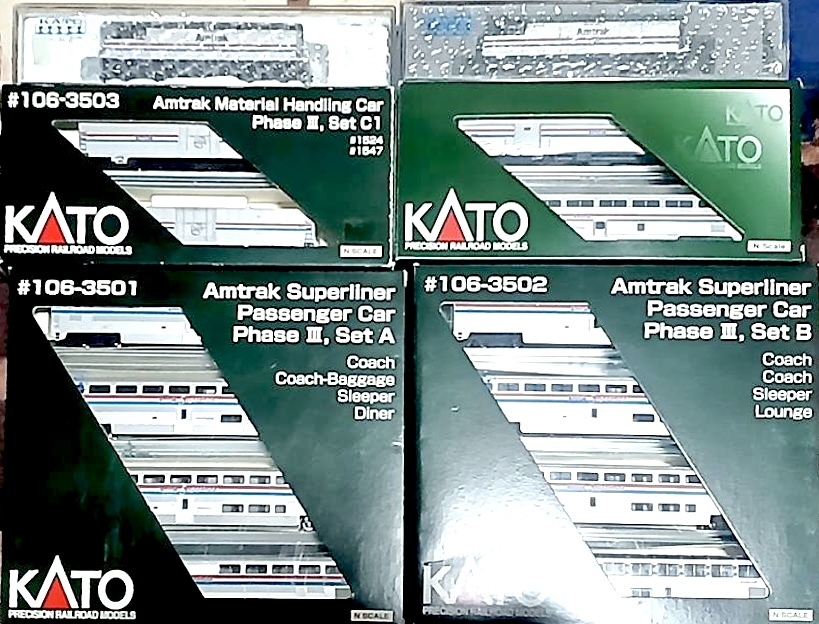 KATO
Amtrak
Amtrak
#106-3503
Amtrak Material Handling Car
Phase III, Set C1
#1524
#1547
KATO
PRECISION RAILROAD MODELS
N SCALE
KATO
KATO
KATO
PRECISION RAILROAD MODELS
N Scale
#106-3501
Amtrak Superliner
Passenger Car
Phase III, Set A
Coach
Coach-Baggage
Sleeper
Diner
KATO
PRECISION RAILROAD MODELS
N SCALE
#106-3502
Amtrak Superliner
Passenger Car
Phase III, Set B
Coach
Coach
Sleeper
Lounge
KATO
PRECISION RAILROAD MODELS
N SCALE